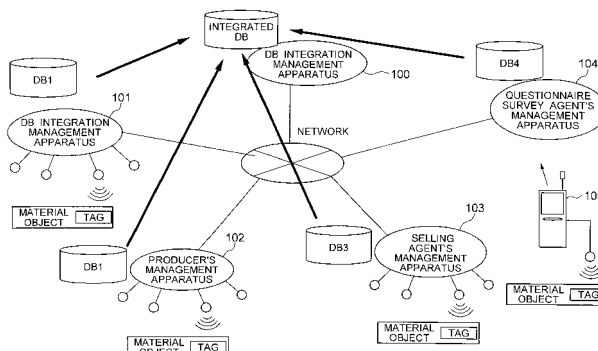 INTEGRATED
DB
DB INTEGRATION
MANAGEMENT
APPARATUS
100
DB1
101
DB INTEGRATION
MANAGEMENT
APPARATUS
MATERIAL
OBJECT
TAG
NETWORK
DB4
104
QUESTIONNAIRE
SURVEY AGENT'S
MANAGEMENT
APPARATUS
DB1
102
PRODUCER'S
MANAGEMENT
APPARATUS
MATERIAL
OBJECT
TAG
DB3
103
SELLING
AGENT'S
MANAGEMENT
APPARATUS
MATERIAL
OBJECT
TAG
MATERIAL
OBJECT
TAG